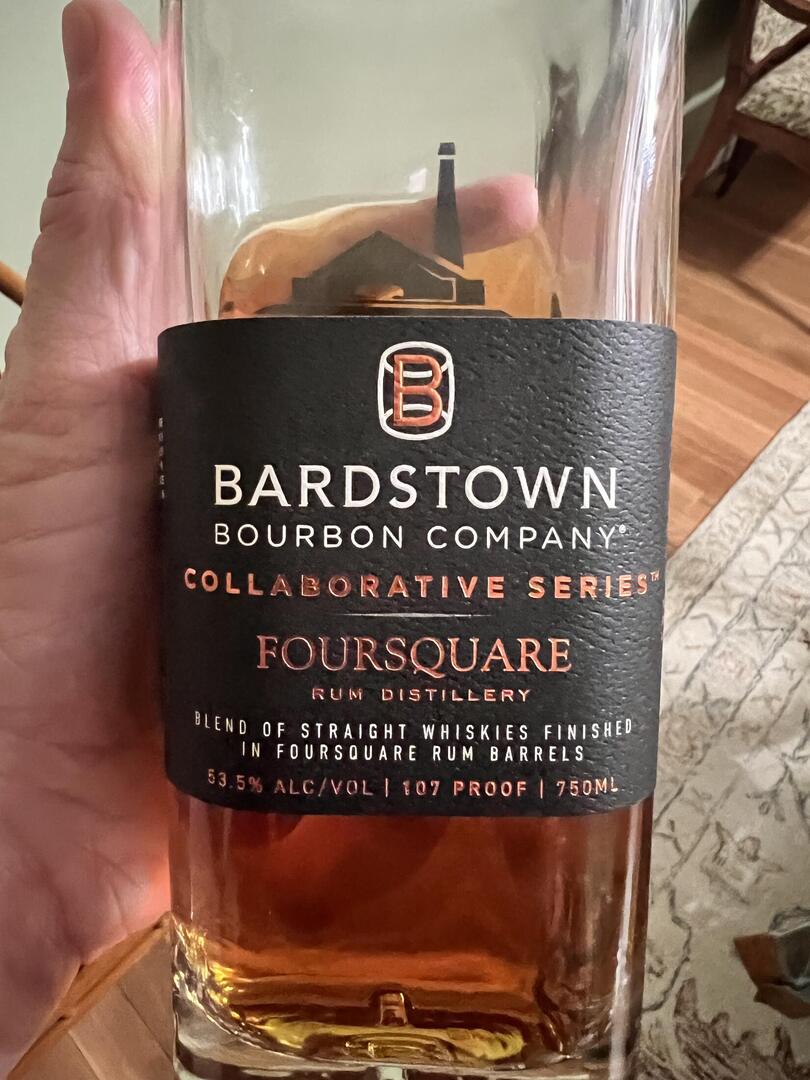 B
BARDSTOWN
BOURBON COMPANY®
COLLABORATIVE SERIES™
FOURSQUARE
RUM DISTILLERY
BLEND OF STRAIGHT WHISKIES FINISHED
IN FOURSQUARE RUM BARRELS
53.5% ALC/VOL | 107 PROOF | 750ML